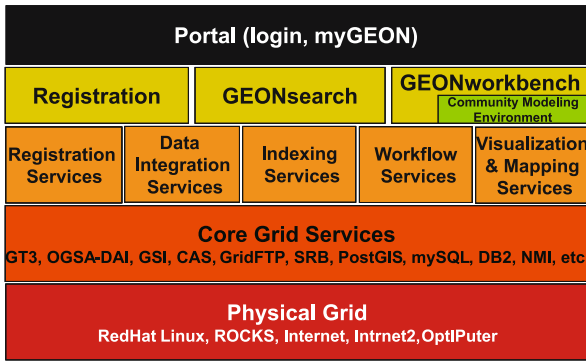 Portal (login, myGEON)
Registration
GEONsearch
GEONworkbench
Community Modeling
Environment
Registration
Services
Data
Integration
Services
Indexing
Services
Workflow
Services
Visualization
& Mapping
Services
Core Grid Services
GT3, OGSA-DAI, GSI, CAS, GridFTP, SRB, PostGIS, mySQL, DB2, NMI, etc
Physical Grid
RedHat Linux, ROCKS, Internet, Intrnet2,OptIPuter